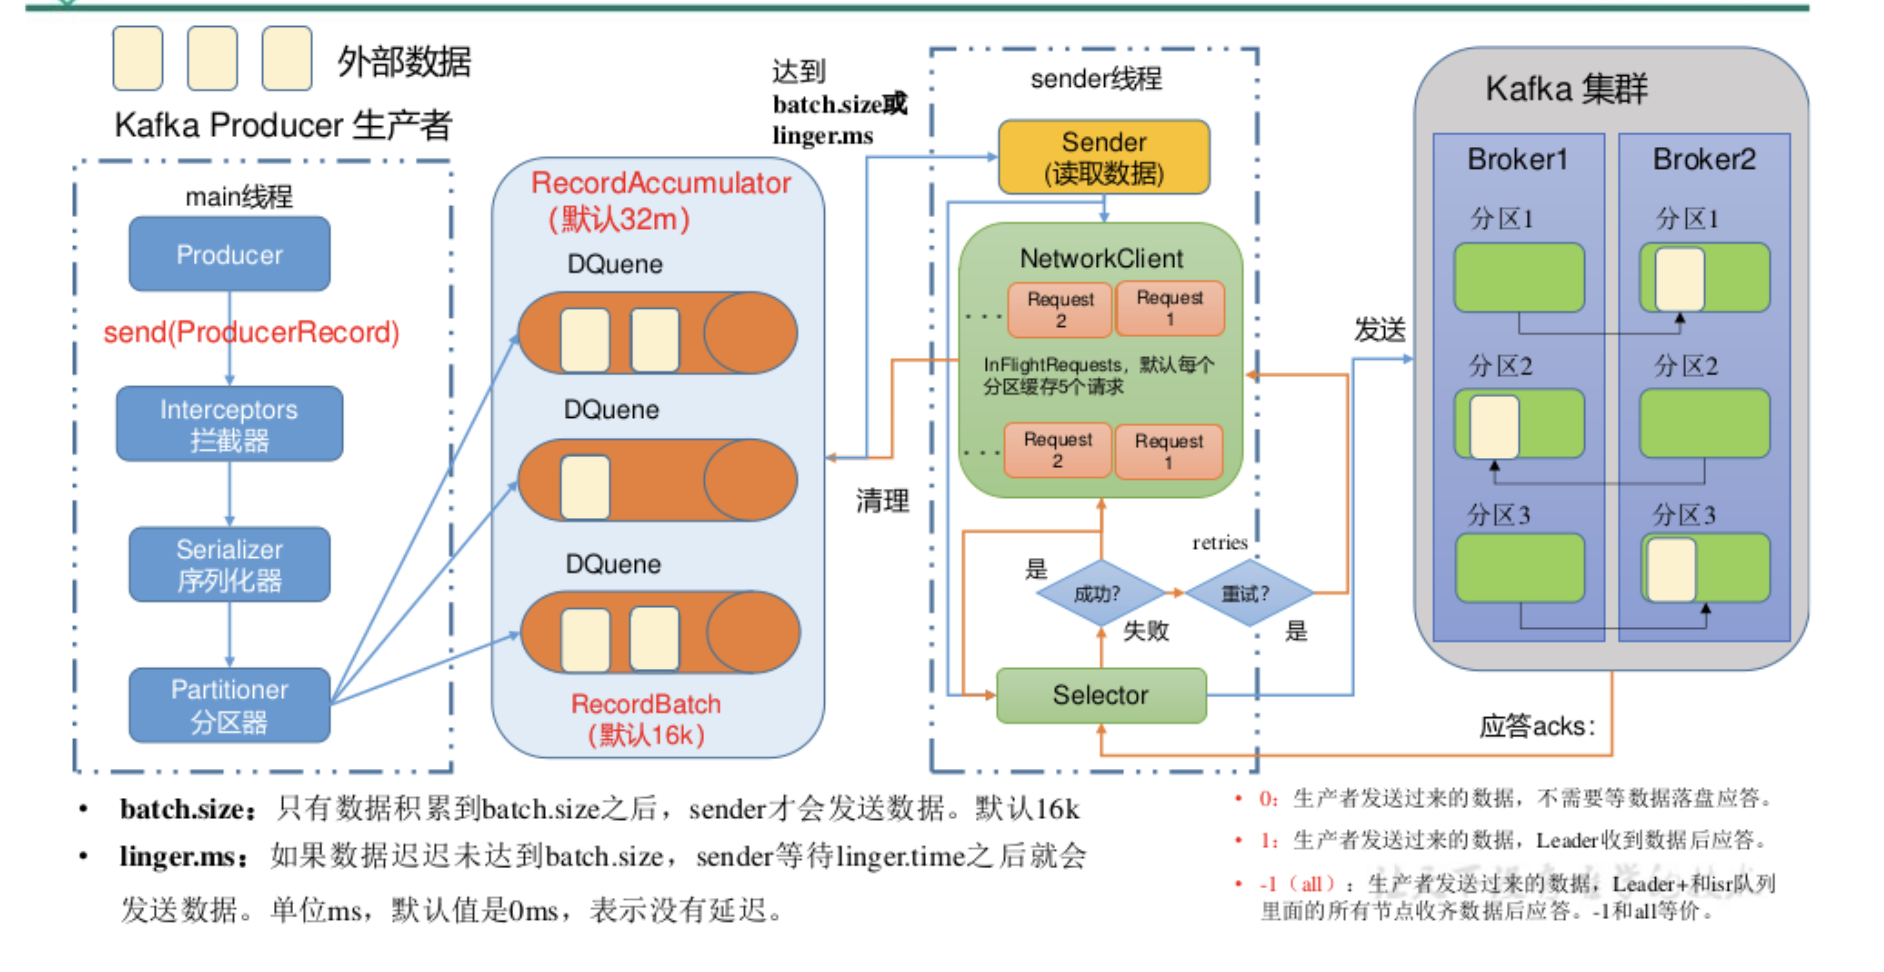 外部数据
Kafka Producer 生产者
main线程
Producer
send(ProducerRecord)
Interceptors
拦截器
Serializer
序列化器
Partitioner
分区器
RecordAccumulator
（默认32m）
DQuene
DQuene
DQuene
RecordBatch
（默认16k）
达到
batch.size或
linger.ms
清理
sender线程
Sender
(读取数据)
NetworkClient
... Request 2 Request 1
InFlightRequests，默认每个
分区缓存5个请求
... Request 2 Request 1
retries
是
成功?
重试?
失败
是
Selector
发送
Kafka 集群
Broker1
Broker2
分区1
分区1
分区2
分区2
分区3
分区3
应答acks：
• batch.size：只有数据积累到batch.size之后，sender才会发送数据。默认16k
• linger.ms：如果数据迟迟未达到batch.size，sender等待linger.time之后就会
发送数据。单位ms，默认值是0ms，表示没有延迟。
• 0：生产者发送过来的数据，不需要等数据落盘应答。
• 1：生产者发送过来的数据，Leader收到数据后应答。
• -1（all）：生产者发送过来的数据，Leader+和isr队列
里面的所有节点收齐数据后应答。-1和all等价。